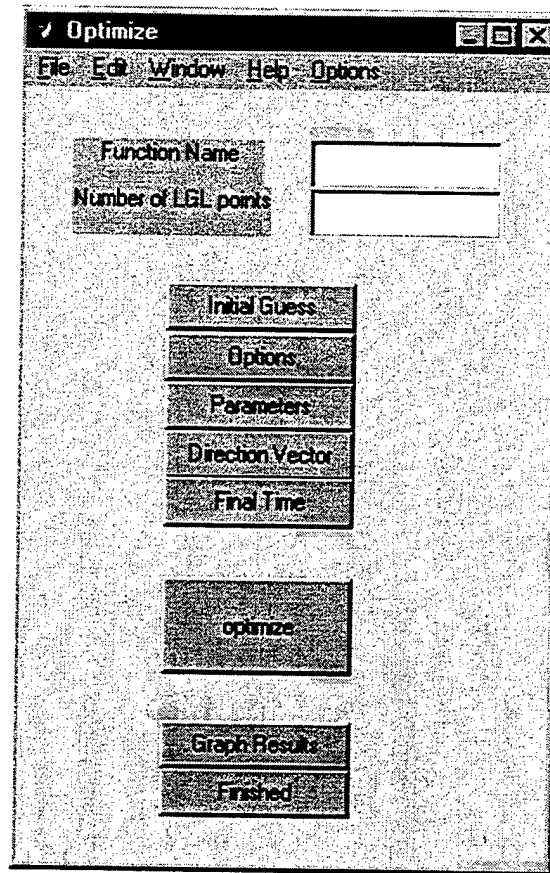 Optimize
File Edit Window Help Options
Function Name
Number of LGL points
Initial Guess
Options
Parameters
Direction Vector
Final Time
optimize
Graph Results
Finished